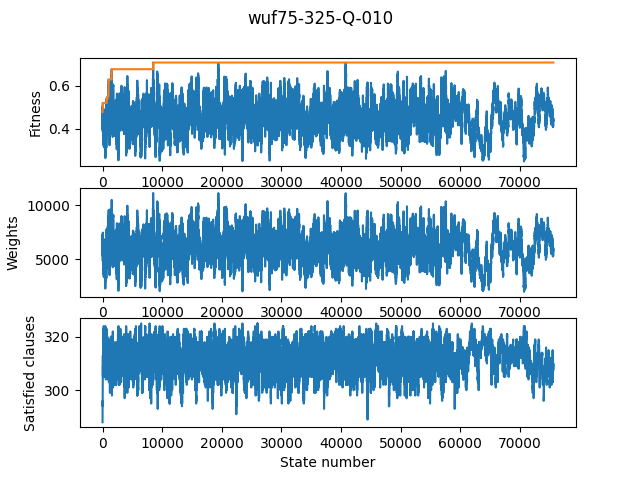 wuf75-325-Q-010
0.6
0.4
Fitness
0 10000 20000 30000 40000 50000 60000 70000
10000
5000
Weights
0 10000 20000 30000 40000 50000 60000 70000
320
300
Satisfied clauses
0 10000 20000 30000 40000 50000 60000 70000
State number